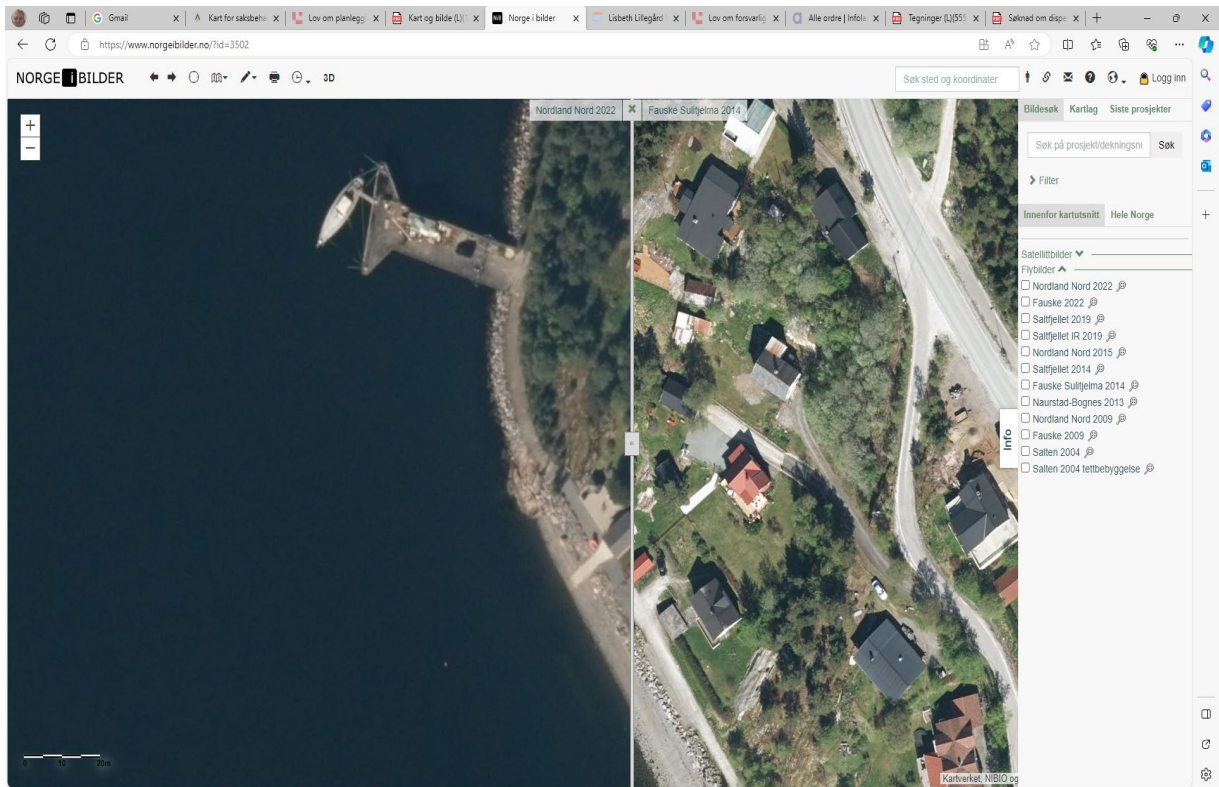 Gmail
Kart for saksbeha
Lov om planlegg
Kart og bilde (L)(
Norge i bilder
Lisbeth Lillegård
Lov om forsvarlig
Alle ordre | Infola
Tegninger (L)(555
Søknad om dispe
https://www.norgeibilder.no/?id=3502
NORGE i BILDER
3D
Søk sted og koordinater
Logg inn
Nordland Nord 2022
Fauske Sulitjelma 2014
Bildesøk Kartlag Siste prosjekter
Søk på prosjekt/dekningsnu
Søk
Filter
Innenfor kartutsnitt Hele Norge
Satellittbilder
Flybilder
Nordland Nord 2022
Fauske 2022
Saltfjellet 2019
Saltfjellet IR 2019
Nordland Nord 2015
Saltfjellet 2014
Fauske Sulitjelma 2014
Naurstad-Bognes 2013
Nordland Nord 2009
Fauske 2009
Salten 2004
Salten 2004 tettbebyggelse
Info
0 10 20m
Kartverket, NIBIO og